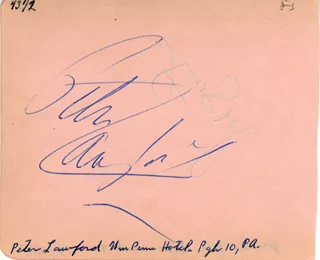 4372
Peter
Lawford
Peter Lawford Wm Penn Hotel Pgh 10, PA.